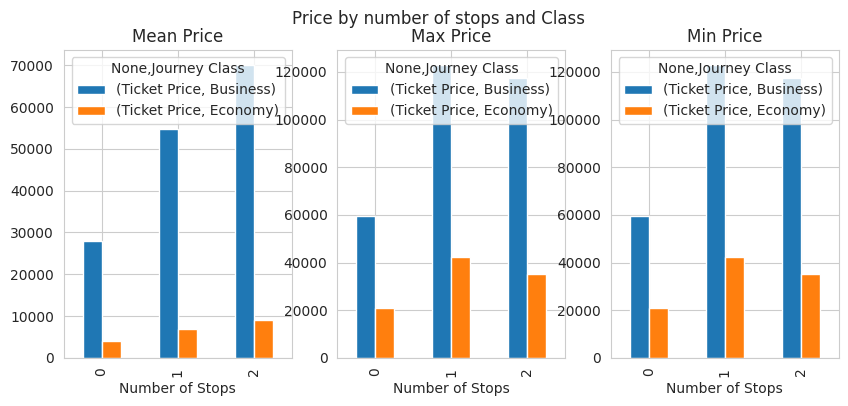 Price by number of stops and Class
Mean Price
70000
60000
50000
40000
30000
20000
10000
0
None,Journey Class
(Ticket Price, Business)
(Ticket Price, Economy)
0
1
2
Number of Stops
Max Price
120000
100000
80000
60000
40000
20000
0
None,Journey Class
(Ticket Price, Business)
(Ticket Price, Economy)
0
1
2
Number of Stops
Min Price
120000
100000
80000
60000
40000
20000
0
None,Journey Class
(Ticket Price, Business)
(Ticket Price, Economy)
0
1
2
Number of Stops